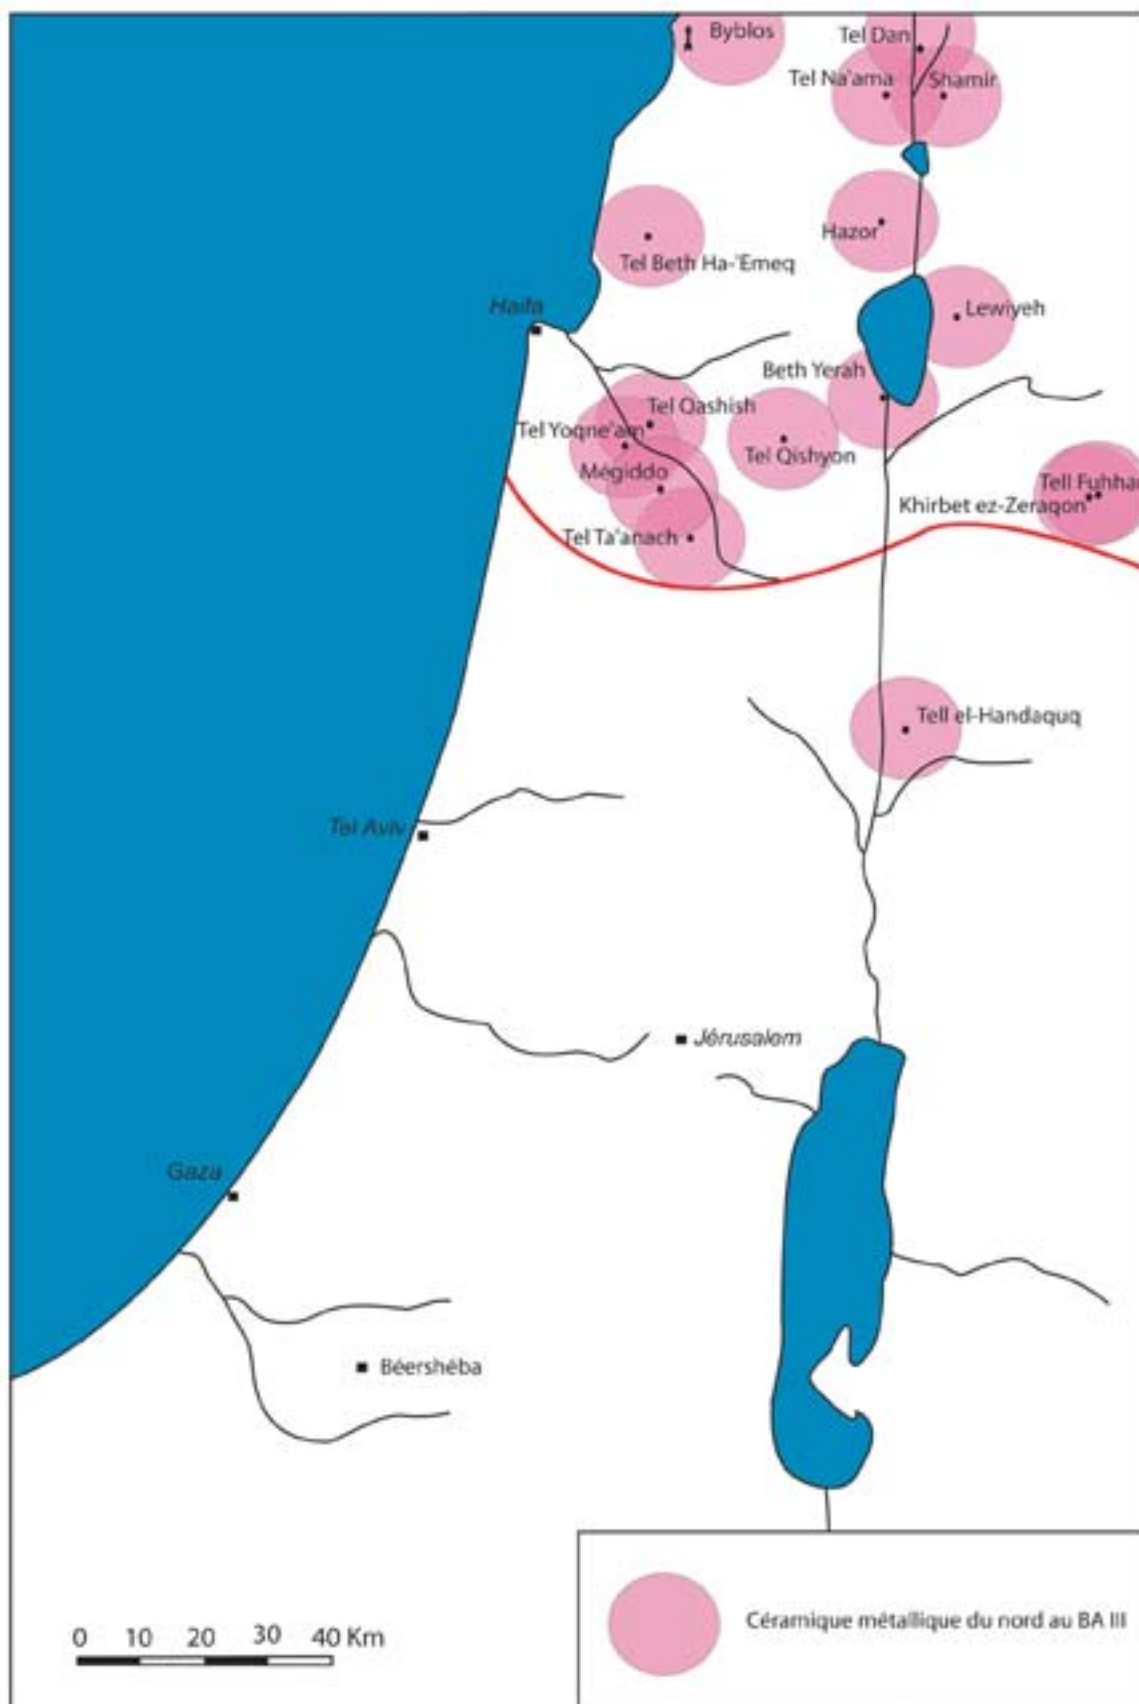 Byblos
Tel Dan
Tel Na'ama
Shamir
Hazor
Tel Beth Ha-'Emeq
Haifa
Lewiyeh
Beth Yerah
Tel Qashish
Tel Yoqne'am
Tel Qishyon
Mégiddo
Tell Fuhhar
Khirbet ez-Zeraqon
Tel Ta'anach
Tell el-Handaquq
Tel Aviv
Jérusalem
Gaza
Béershéba
Céramique métallique du nord au BA III
0 10 20 30 40 Km